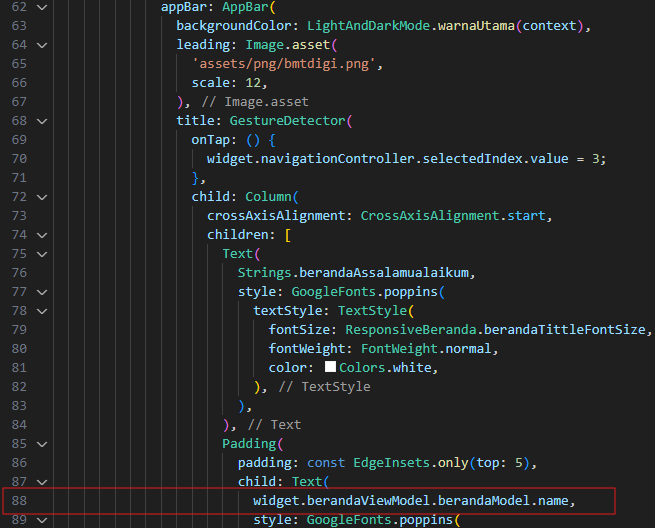 62 appBar: AppBar(
63 backgroundColor: LightAndDarkMode.warnaUtama(context),
64 leading: Image.asset(
65 'assets/png/bmtdigi.png',
66 scale: 12,
67 ), // Image.asset
68 title: GestureDetector(
69 onTap: () {
70 widget.navigationController.selectedIndex.value = 3;
71 },
72 child: Column(
73 crossAxisAlignment: CrossAxisAlignment.start,
74 children: [
75 Text(
76 Strings.berandaAssalamualaikum,
77 style: GoogleFonts.poppins(
78 textStyle: TextStyle(
79 fontSize: ResponsiveBeranda.berandaTittleFontSize,
80 fontWeight: FontWeight.normal,
81 color: Colors.white,
82 ), // TextStyle
83 ),
84 ), // Text
85 Padding(
86 padding: const EdgeInsets.only(top: 5),
87 child: Text(
88 widget.berandaViewModel.berandaModel.name,
89 style: GoogleFonts.poppins(